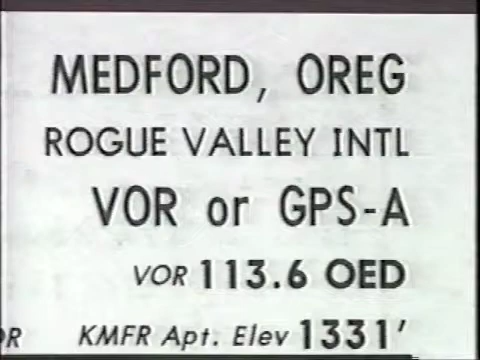 MEDFORD, OREG
ROGUE VALLEY INTL
VOR or GPS-A
VOR 113.6 OED
KMFR Apt. Elev 1331'